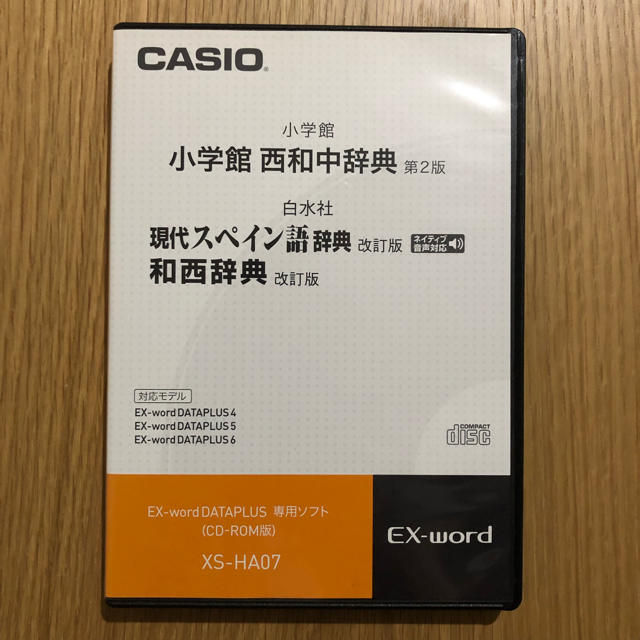 CASIO®
小学館
小学館 西和中辞典 第2版
白水社
現代スペイン語辞典 改訂版 ネイティブ音声対応
和西辞典 改訂版
対応モデル
EX-word DATAPLUS 4
EX-word DATAPLUS 5
EX-word DATAPLUS 6
COMPACT
disc
EX-word DATAPLUS 専用ソフト
(CD-ROM版)
XS-HA07
EX-word